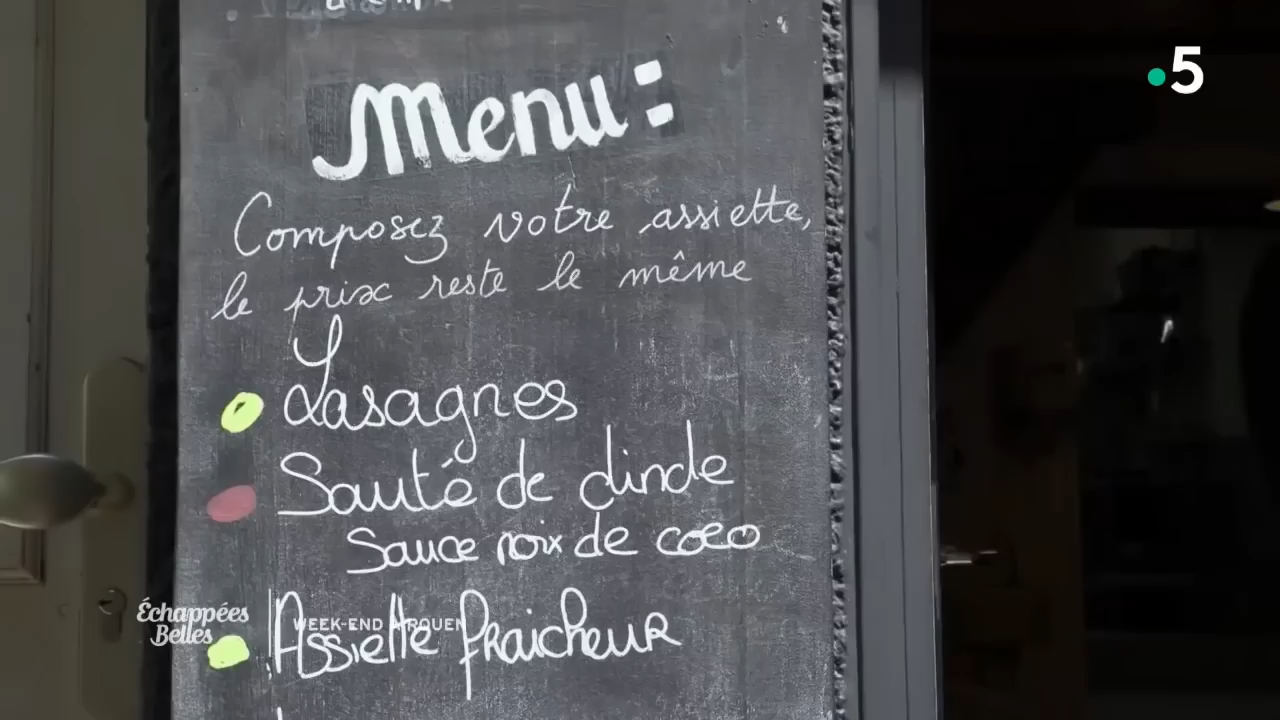 Menu :
Composez votre assiette,
le prix reste le même
Lasagnes
Sauté de dinde
Sauce noix de coco
Assiette fraicheur
5
Échappées
Belles
WEEK-END À ROUEN